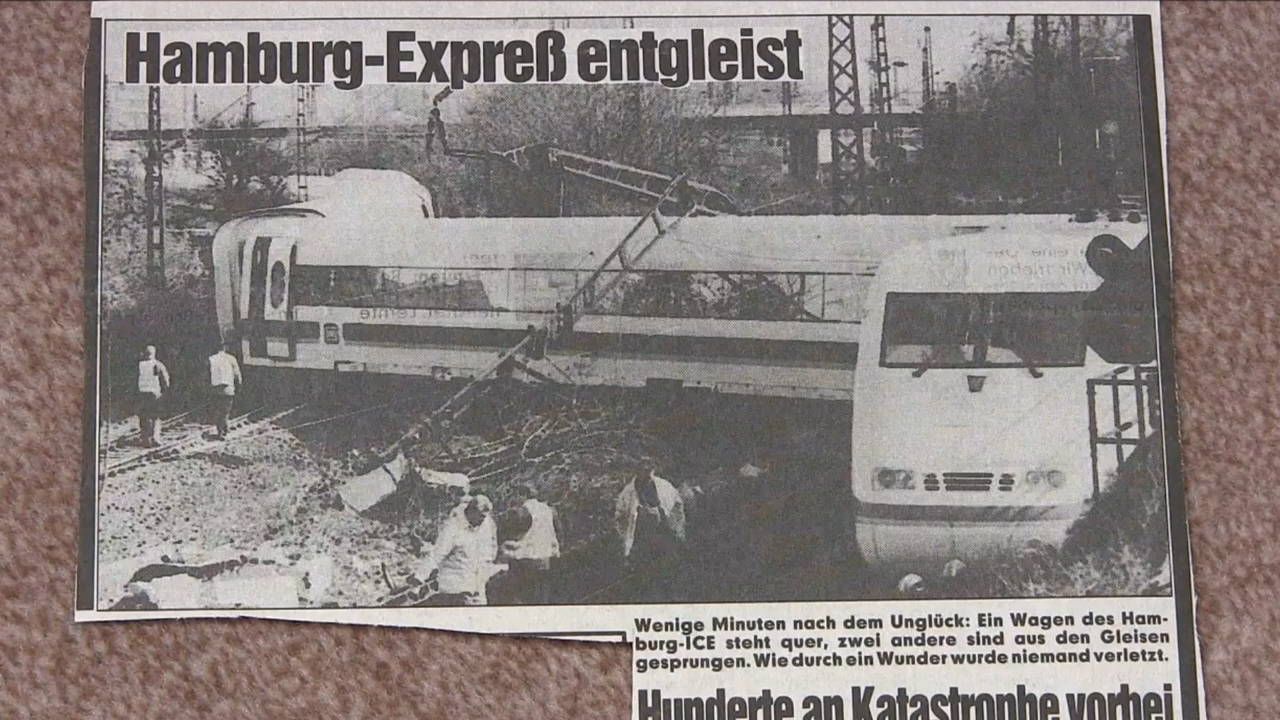 Hamburg-Expreß entgleist
Wenige Minuten nach dem Unglück: Ein Wagen des Ham-
burg-ICE steht quer, zwei andere sind aus den Gleisen
gesprungen. Wie durch ein Wunder wurde niemand verletzt.
Hunderte an Katastrophe vorbei